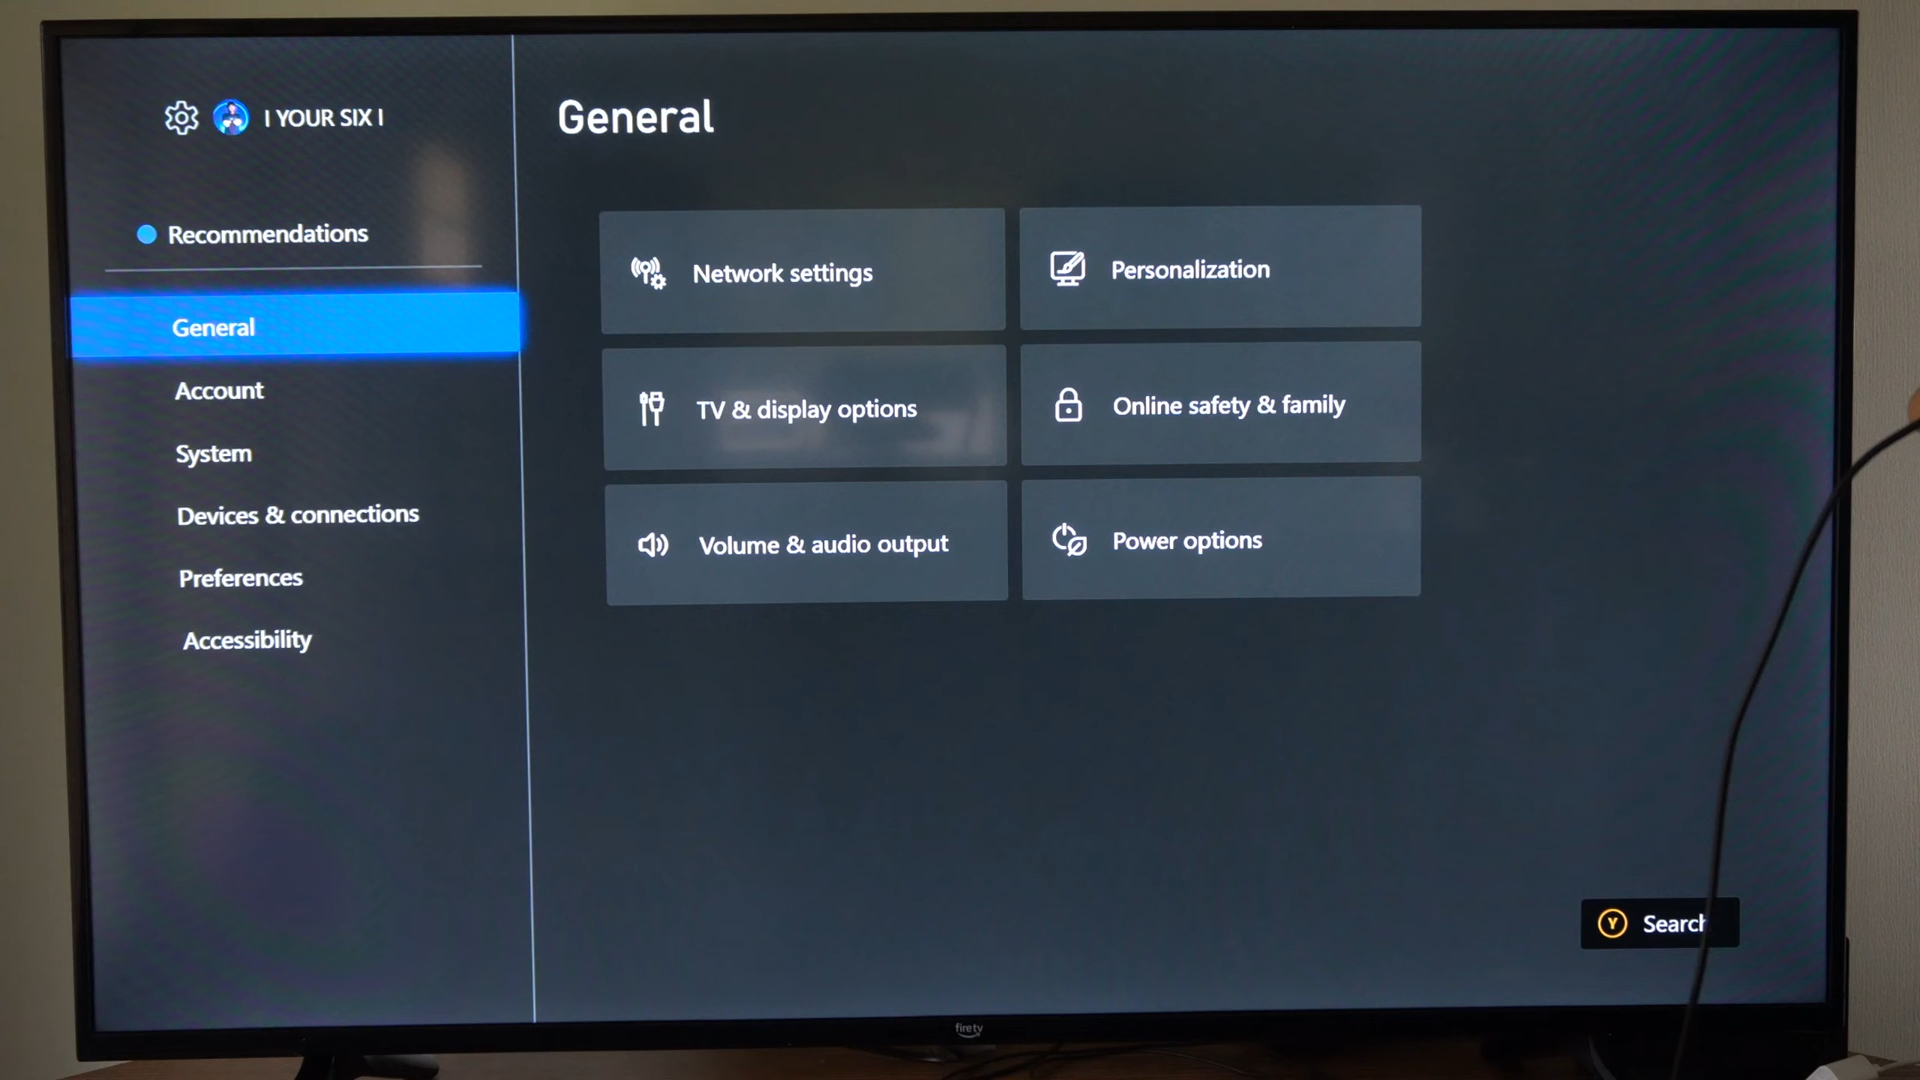 I YOUR SIX I
Recommendations
General
Account
System
Devices & connections
Preferences
Accessibility
General
Network settings
Personalization
TV & display options
Online safety & family
Volume & audio output
Power options
Y Search
firetv